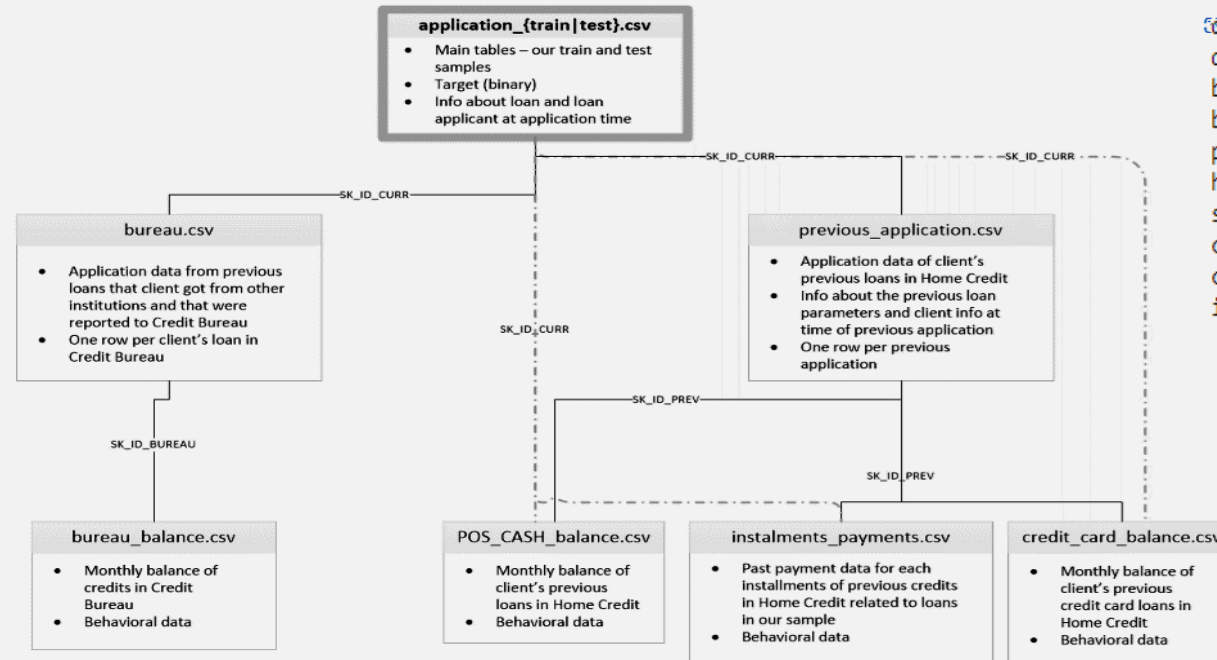 application_{train|test}.csv
• Main tables – our train and test
samples
• Target (binary)
• Info about loan and loan
applicant at application time
SK_ID_CURR
SK_ID_CURR
SK_ID_CURR
bureau.csv
• Application data from previous
loans that client got from other
institutions and that were
reported to Credit Bureau
• One row per client's loan in
Credit Bureau
previous_application.csv
• Application data of client's
previous loans in Home Credit
• Info about the previous loan
parameters and client info at
time of previous application
• One row per previous
application
SK_ID_CURR
SK_ID_PREV
SK_ID_BUREAU
SK_ID_PREV
bureau_balance.csv
• Monthly balance of
credits in Credit
Bureau
• Behavioral data
POS_CASH_balance.csv
• Monthly balance of
client's previous
loans in Home Credit
• Behavioral data
instalments_payments.csv
• Past payment data for each
installments of previous credits
in Home Credit related to loans
in our sample
• Behavioral data
credit_card_balance.csv
• Monthly balance of
client's previous
credit card loans in
Home Credit
• Behavioral data